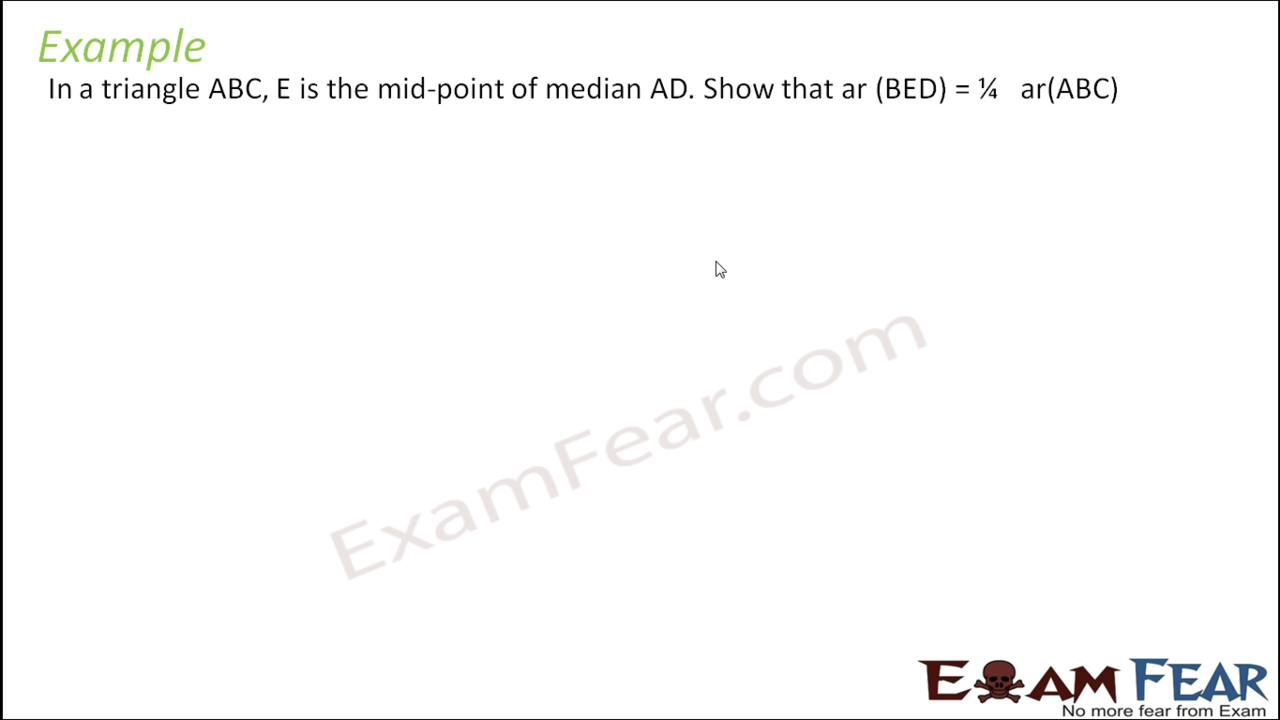 Example
In a triangle ABC, E is the mid-point of median AD. Show that ar (BED) = ¼ ar(ABC)
ExamFear.com
EXAM FEAR
No more fear from Exam